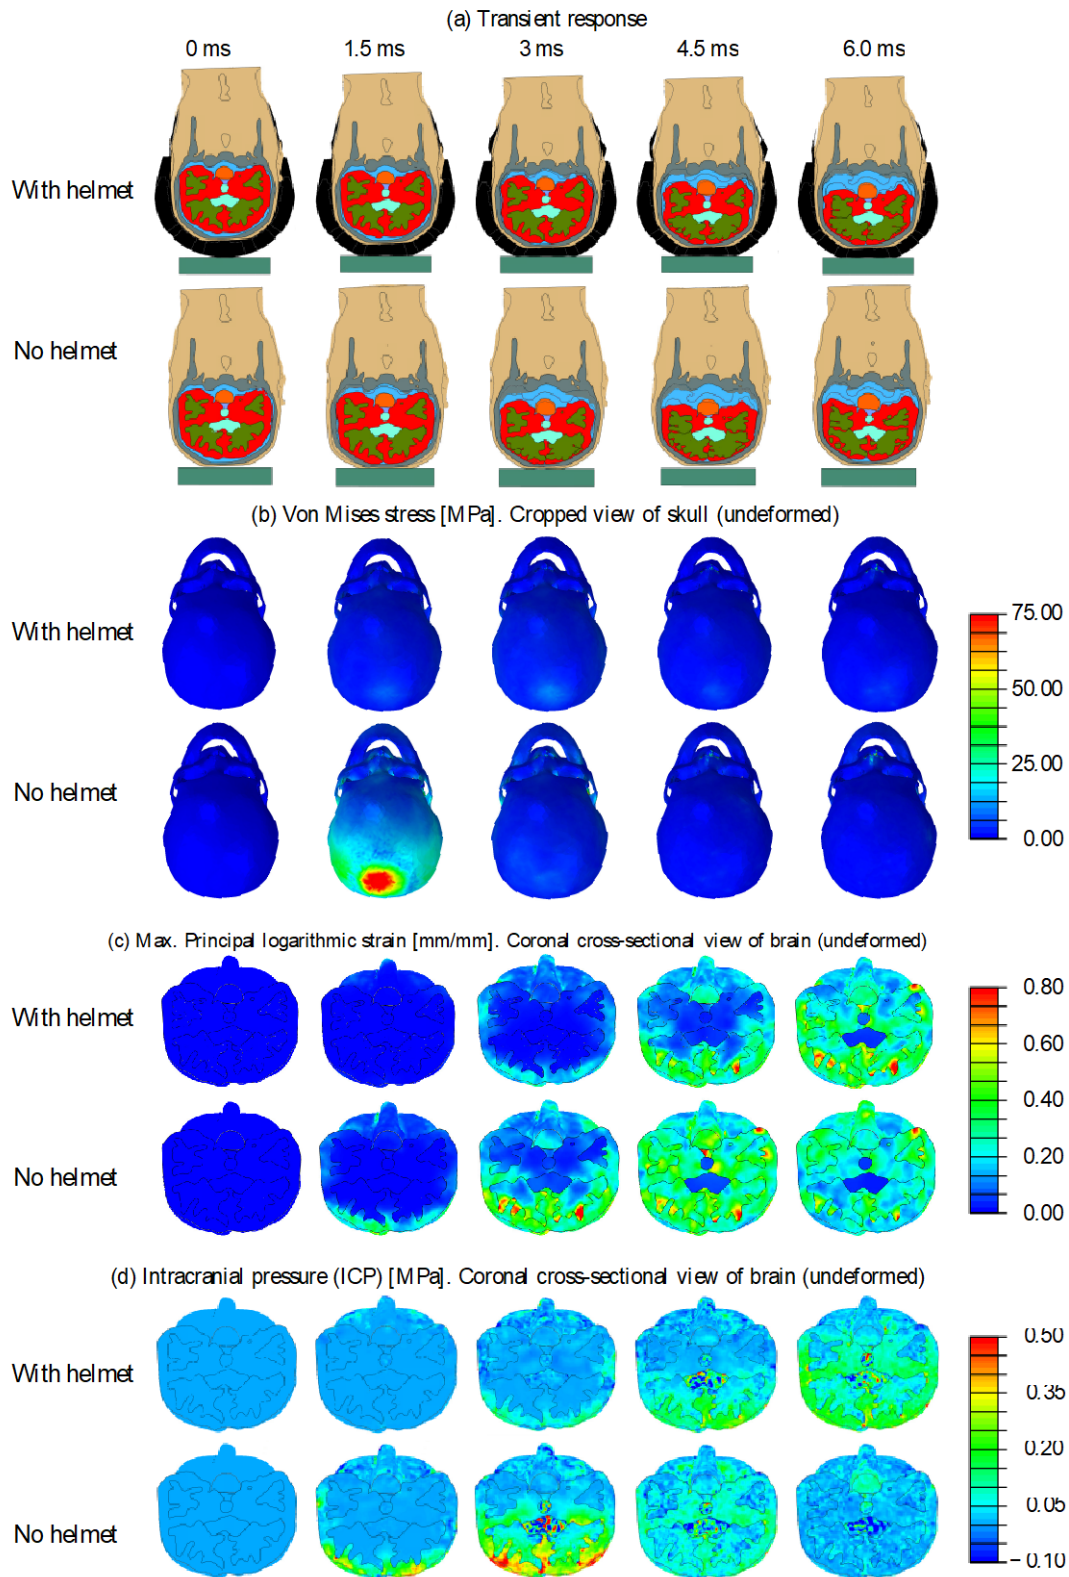 (a) Transient response
0 ms 1.5 ms 3 ms 4.5 ms 6.0 ms
With helmet
No helmet
(b) Von Mises stress [MPa]. Cropped view of skull (undeformed)
With helmet
75.00
50.00
25.00
0.00
No helmet
(c) Max. Principal logarithmic strain [mm/mm]. Coronal cross-sectional view of brain (undeformed)
With helmet
0.80
0.60
0.40
0.20
0.00
No helmet
(d) Intracranial pressure (ICP) [MPa]. Coronal cross-sectional view of brain (undeformed)
With helmet
0.50
0.35
0.20
0.05
−0.10
No helmet